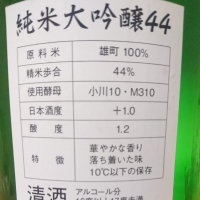 純米大吟醸44
原料米 雄町 100%
精米歩合 44%
使用酵母 小川10・M310
日本酒度 +1.0
酸度 1.2
特徴 華やかな香り
落ち着いた味
10℃以下の保存
清酒 アルコール分